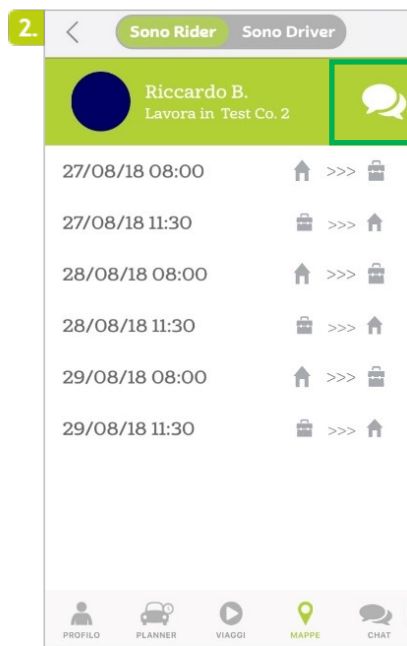 2.
Sono Rider Sono Driver
Riccardo B.
Lavora in Test Co. 2
27/08/18 08:00 >>>
27/08/18 11:30 >>>
28/08/18 08:00 >>>
28/08/18 11:30 >>>
29/08/18 08:00 >>>
29/08/18 11:30 >>>
PROFILO PLANNER VIAGGI MAPPE CHAT